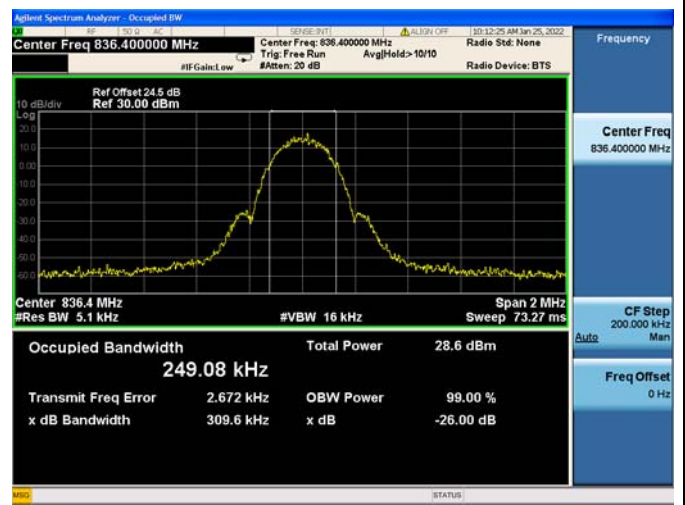 Agilent Spectrum Analyzer - Occupied BW
RF 50 Ω AC SENSE:INT ALIGN OFF 10:12:25 AM Jan 25, 2022
Center Freq 836.400000 MHz Center Freq: 836.400000 MHz Radio Std: None Frequency
Trig: Free Run Avg|Hold:> 10/10
#IFGain:Low #Atten: 20 dB Radio Device: BTS
Ref Offset 24.5 dB
10 dB/div Ref 30.00 dBm
Log
20.0
10.0
0.00
-10.0
-20.0
-30.0
-40.0
-50.0
-60.0
Center Freq
836.400000 MHz
Center 836.4 MHz Span 2 MHz
#Res BW 5.1 kHz #VBW 16 kHz Sweep 73.27 ms
CF Step
200.000 kHz
Auto Man
Occupied Bandwidth Total Power 28.6 dBm
249.08 kHz
Freq Offset
0 Hz
Transmit Freq Error 2.672 kHz OBW Power 99.00 %
x dB Bandwidth 309.6 kHz x dB -26.00 dB
MSG STATUS